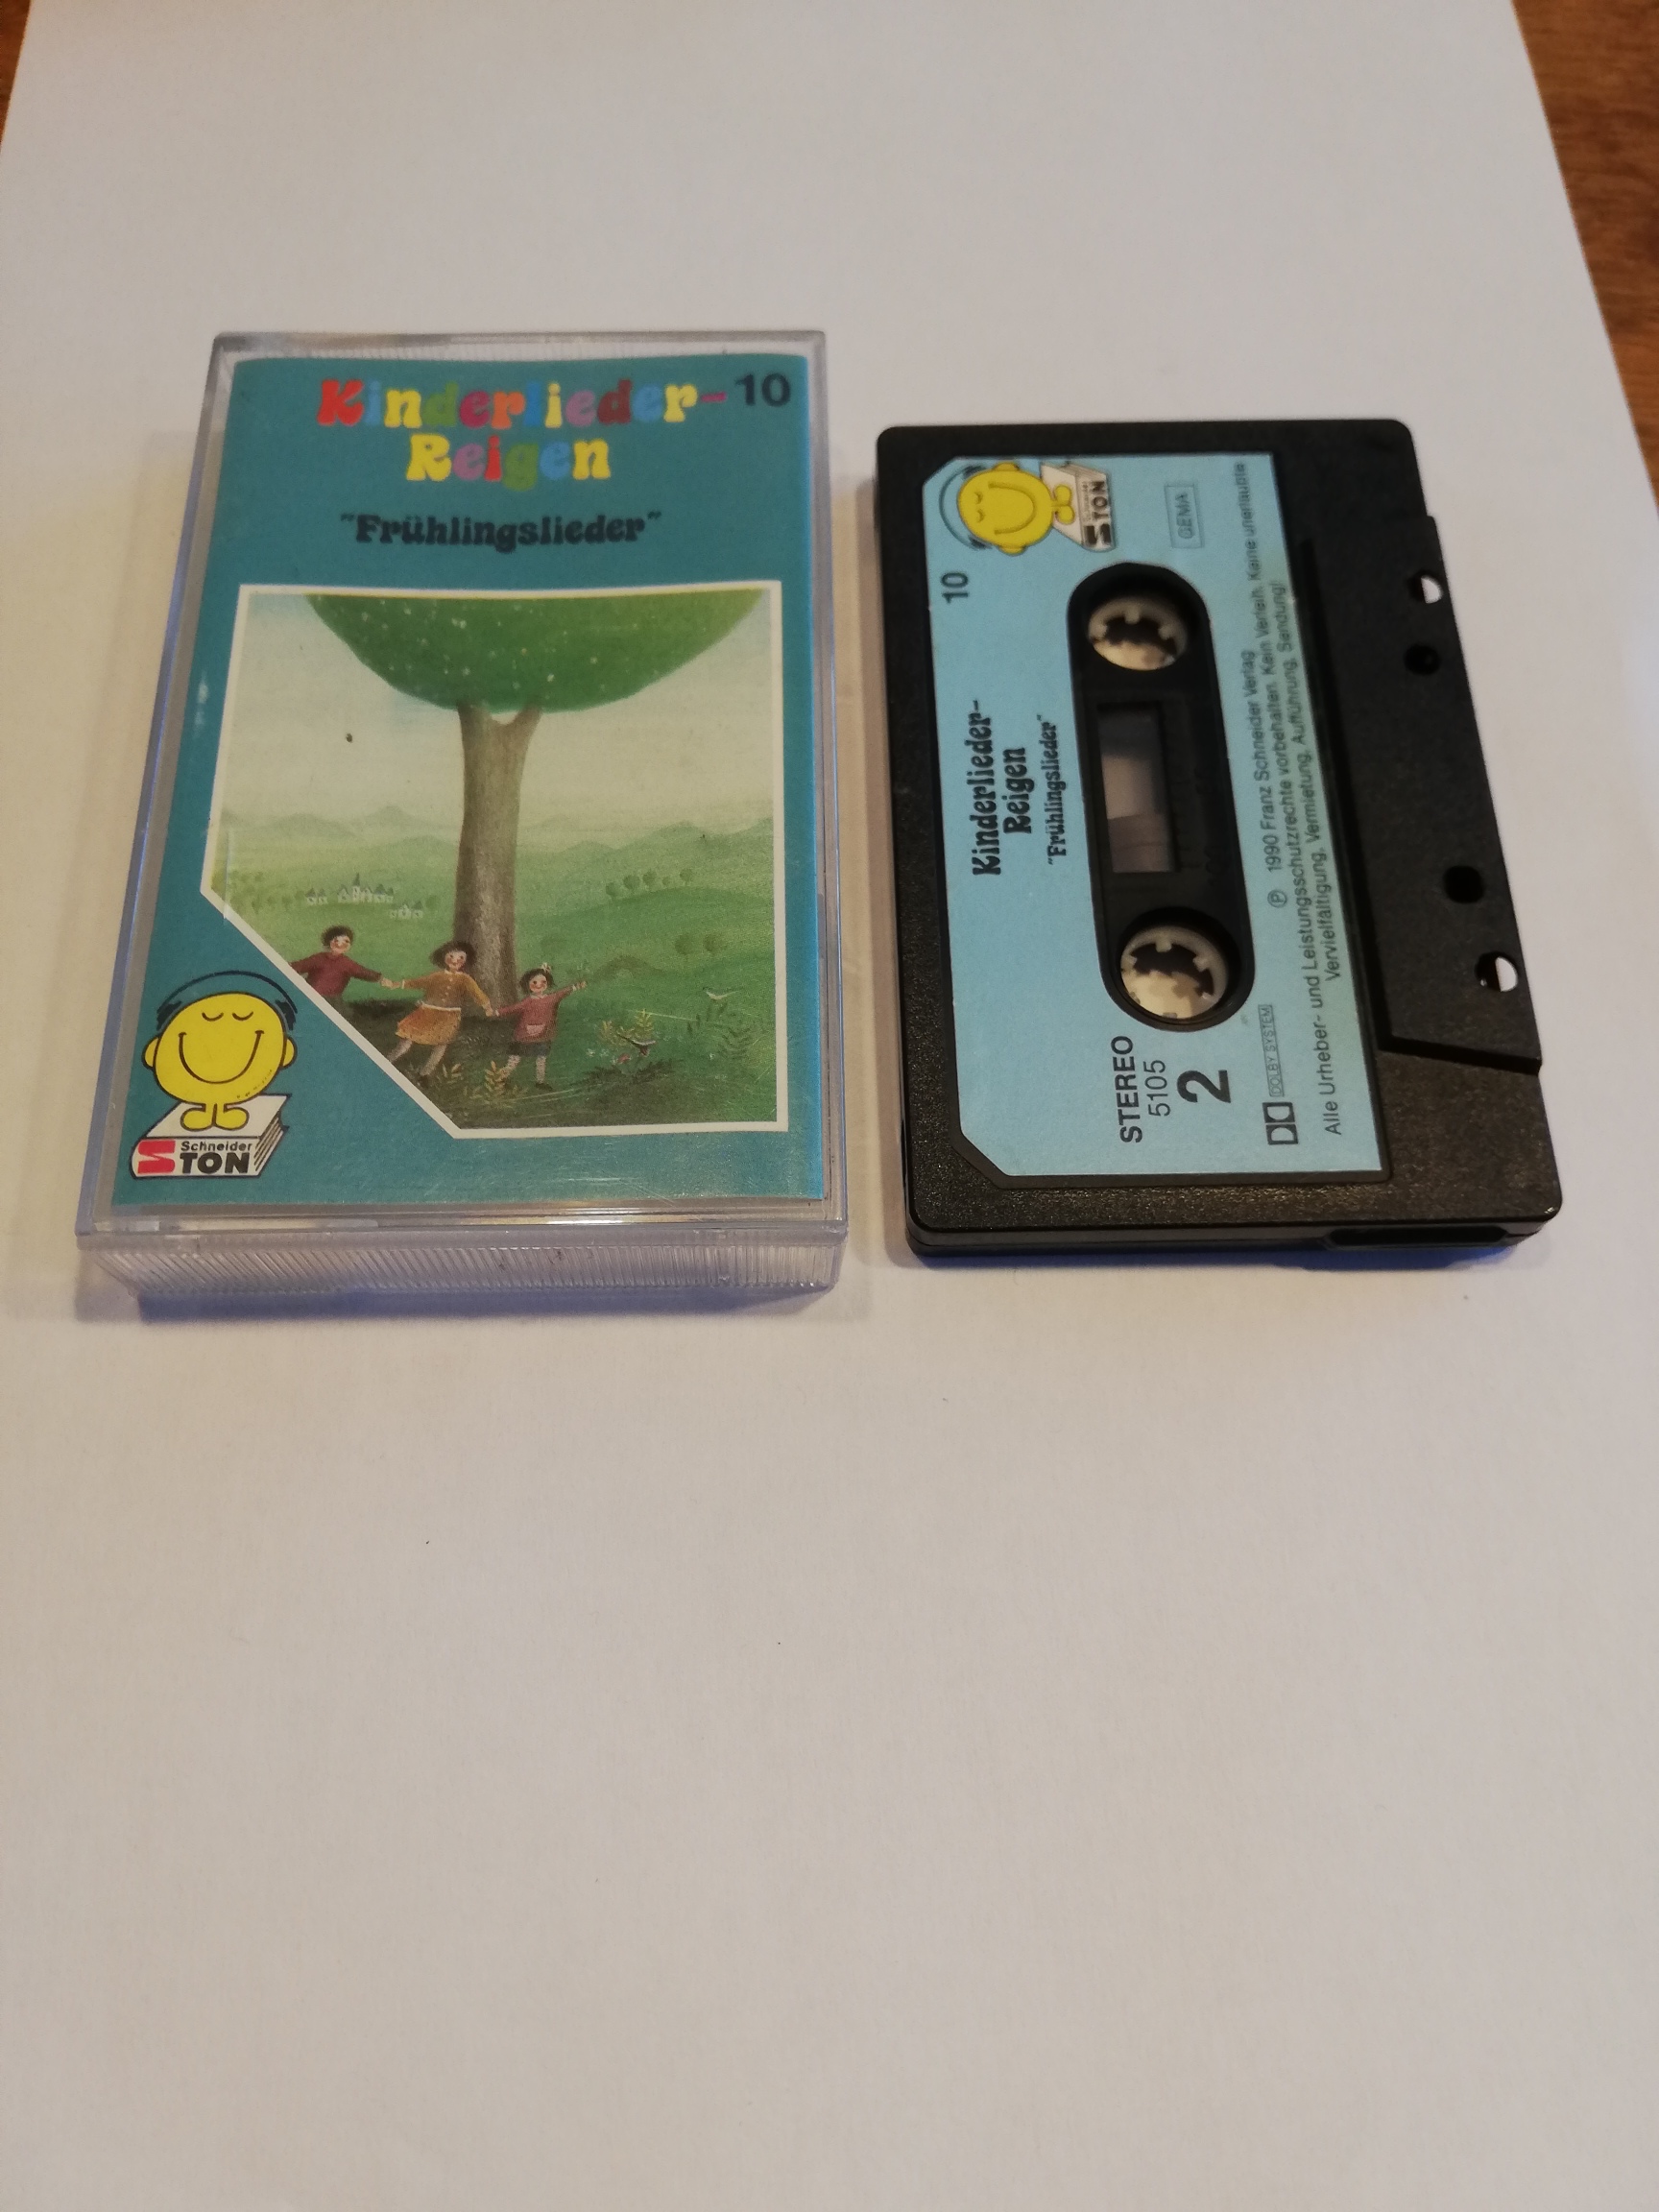 Kinderlieder- 10
Reigen
"Frühlingslieder"
Schneider
TON
10
Kinderlieder-
Reigen
"Frühlingslieder"
TON
GEMA
STEREO
5105
2
DOLBY SYSTEM
Ⓟ 1990 Franz Schneider Verlag
Alle Urheber- und Leistungsschutzrechte vorbehalten. Kein Verleih. Keine unerlaubte
Vervielfältigung, Vermietung, Aufführung, Sendung!